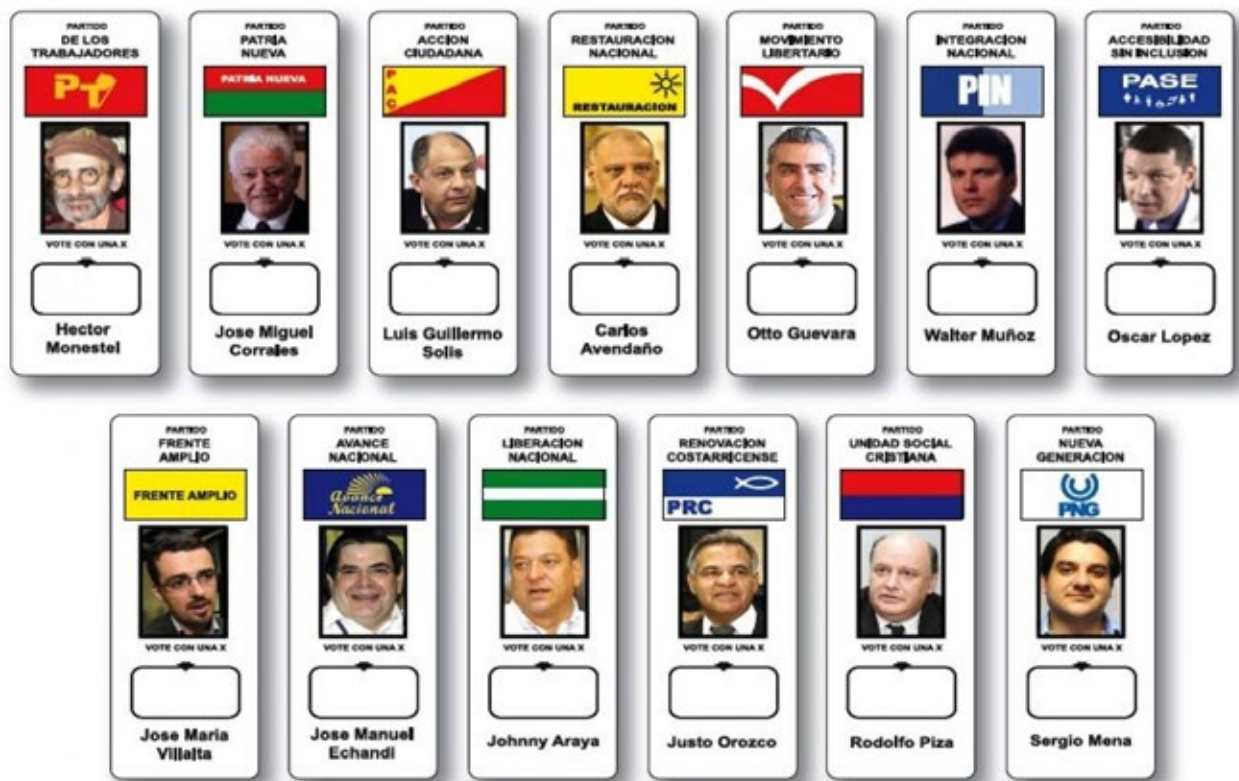 PARTIDO
DE LOS
TRABAJADORES
PT
VOTE CON UNA X
Hector
Monestel
PARTIDO
PATRIA
NUEVA
PATRIA NUEVA
VOTE CON UNA X
Jose Miguel
Corrales
PARTIDO
ACCION
CIUDADANA
PAC
VOTE CON UNA X
Luis Guillermo
Solis
PARTIDO
RESTAURACION
NACIONAL
RESTAURACION
VOTE CON UNA X
Carlos
Avendaño
PARTIDO
MOVIMIENTO
LIBERTARIO
VOTE CON UNA X
Otto Guevara
PARTIDO
INTEGRACION
NACIONAL
PIN
VOTE CON UNA X
Walter Muñoz
PARTIDO
ACCESIBILIDAD
SIN INCLUSION
PASE
VOTE CON UNA X
Oscar Lopez
PARTIDO
FRENTE
AMPLIO
FRENTE AMPLIO
VOTE CON UNA X
Jose Maria
Villalta
PARTIDO
AVANCE
NACIONAL
Avance
Nacional
VOTE CON UNA X
Jose Manuel
Echandi
PARTIDO
LIBERACION
NACIONAL
VOTE CON UNA X
Johnny Araya
PARTIDO
RENOVACION
COSTARRICENSE
PRC
VOTE CON UNA X
Justo Orozco
PARTIDO
UNIDAD SOCIAL
CRISTIANA
VOTE CON UNA X
Rodolfo Piza
PARTIDO
NUEVA
GENERACION
PNG
VOTE CON UNA X
Sergio Mena